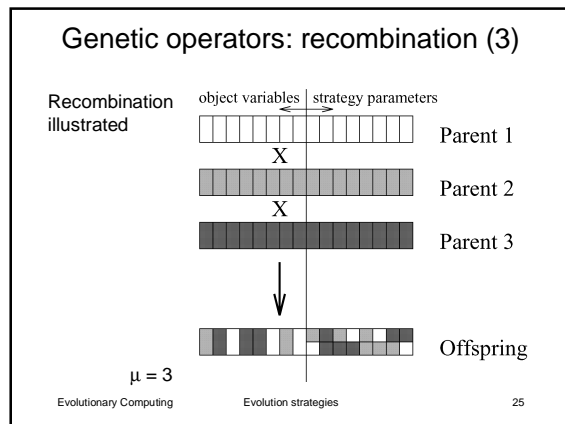 Genetic operators: recombination (3)
Recombination
illustrated
object variables
strategy parameters
Parent 1
X
Parent 2
X
Parent 3
Offspring
μ = 3
Evolutionary Computing
Evolution strategies
25